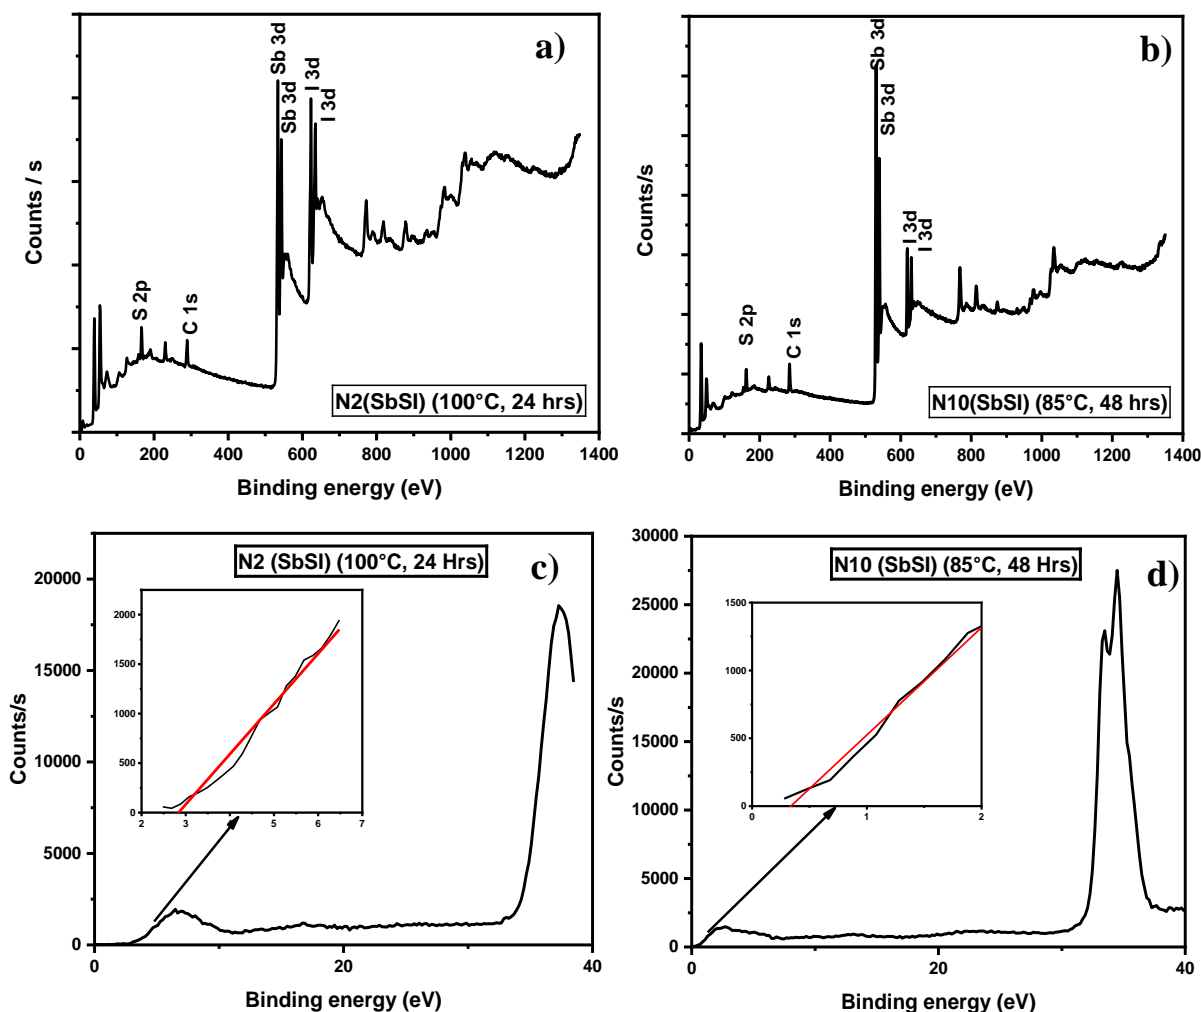 a)
Sb 3d
Sb 3d
I 3d
I 3d
S 2p
C 1s
N2(SbSI) (100°C, 24 hrs)
Counts / s
0 200 400 600 800 1000 1200 1400
Binding energy (eV)
b)
Sb 3d
Sb 3d
I 3d
I 3d
S 2p
C 1s
N10(SbSI) (85°C, 48 hrs)
Counts/s
0 200 400 600 800 1000 1200 1400
Binding energy (eV)
N2 (SbSI) (100°C, 24 Hrs)
c)
20000
15000
10000
5000
0
Counts/s
2000
1500
1000
500
0
2 3 4 5 6 7
0 20 40
Binding energy (eV)
N10 (SbSI) (85°C, 48 Hrs)
d)
30000
25000
20000
15000
10000
5000
0
Counts/s
1500
1000
500
0
0 1 2
0 20 40
Binding energy (eV)